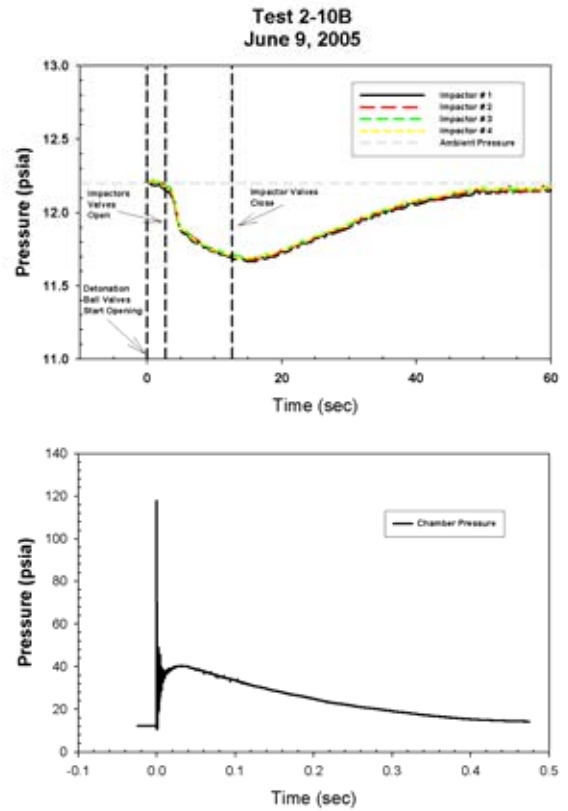 Test 2-10B
June 9, 2005
13.0
12.5
12.0
11.5
11.0
Pressure (psia)
Impactor # 1
Impactor # 2
Impactor # 3
Impactor # 4
Ambient Pressure
Impactors
Valves
Open
Impactor Valves
Close
Detonation
Ball Valves
Start Opening
0
20
40
60
Time (sec)
140
120
100
80
60
40
20
0
Pressure (psia)
Chamber Pressure
-0.1
0.0
0.1
0.2
0.3
0.4
0.5
Time (sec)